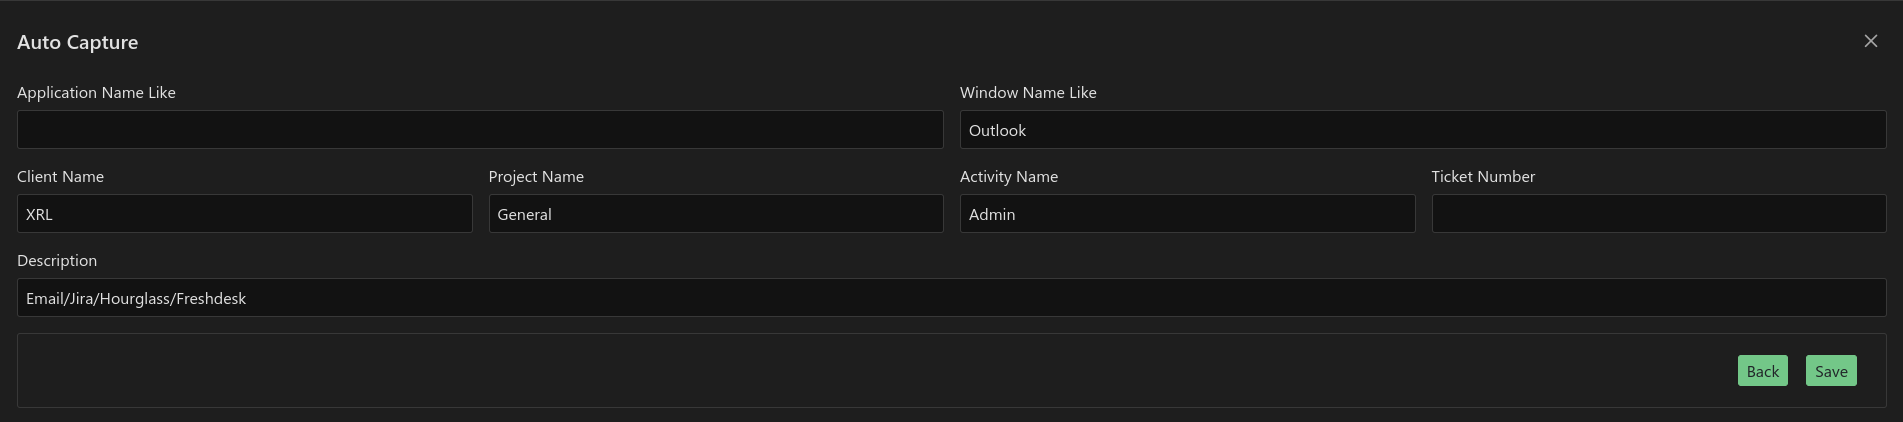 Auto Capture
Application Name Like
Window Name Like
Outlook
Client Name
Project Name
Activity Name
Ticket Number
XRL
General
Admin
Description
Email/Jira/Hourglass/Freshdesk
Back
Save